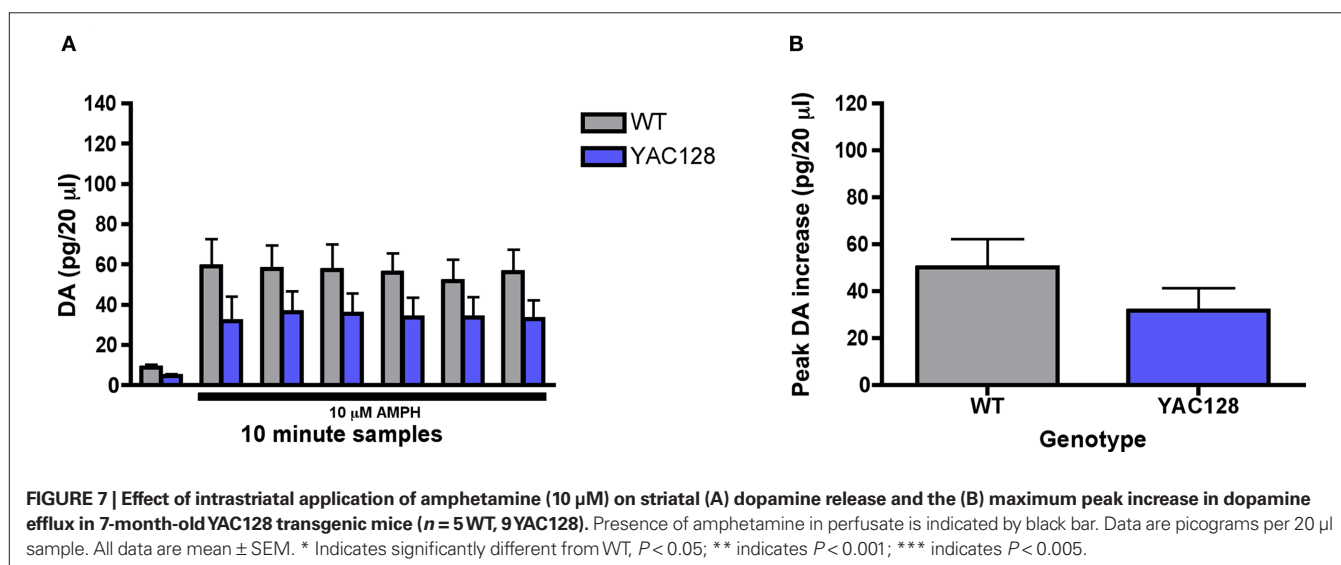 A
B
140
120
100
80
60
40
20
0
DA (pg/20 µl)
WT
YAC128
10 µM AMPH
10 minute samples
120
100
80
60
40
20
0
Peak DA increase (pg/20 µl)
WT
YAC128
Genotype
FIGURE 7 | Effect of intrastriatal application of amphetamine (10 µM) on striatal (A) dopamine release and the (B) maximum peak increase in dopamine
efflux in 7-month-old YAC128 transgenic mice (n = 5 WT, 9 YAC128). Presence of amphetamine in perfusate is indicated by black bar. Data are picograms per 20 µl
sample. All data are mean ± SEM. * Indicates significantly different from WT, P < 0.05; ** indicates P < 0.001; *** indicates P < 0.005.